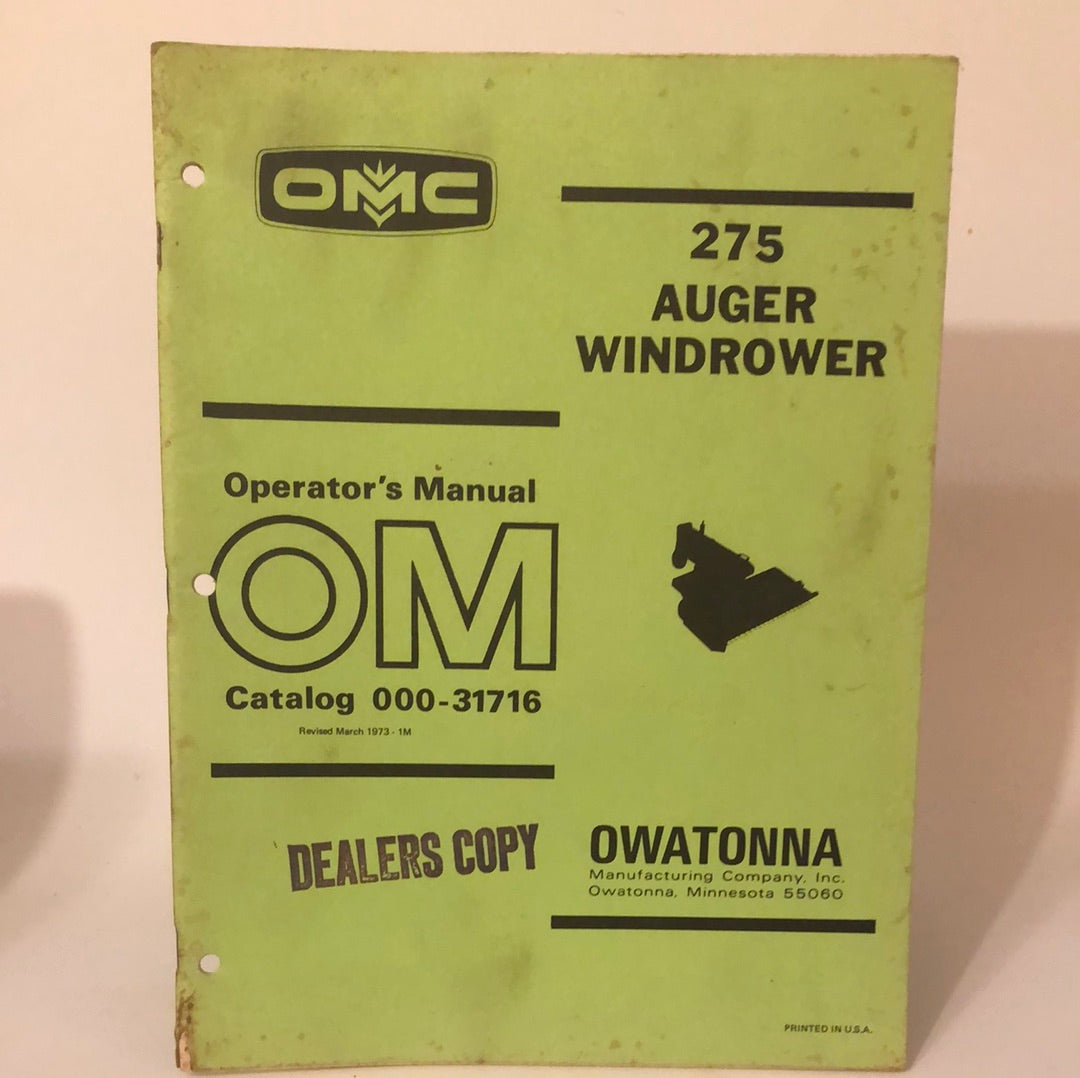 OMC
275
AUGER
WINDROWER
Operator's Manual
OM
Catalog 000-31716
Revised March 1973 - 1M
DEALERS COPY
OWATONNA
Manufacturing Company, Inc.
Owatonna, Minnesota 55060
PRINTED IN U.S.A.